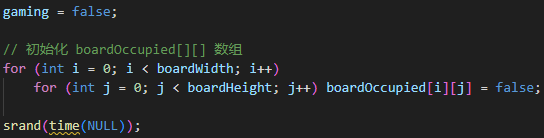 gaming = false;
// 初始化 boardOccupied[][] 数组
for (int i = 0; i < boardWidth; i++)
    for (int j = 0; j < boardHeight; j++) boardOccupied[i][j] = false;
srand(time(NULL));